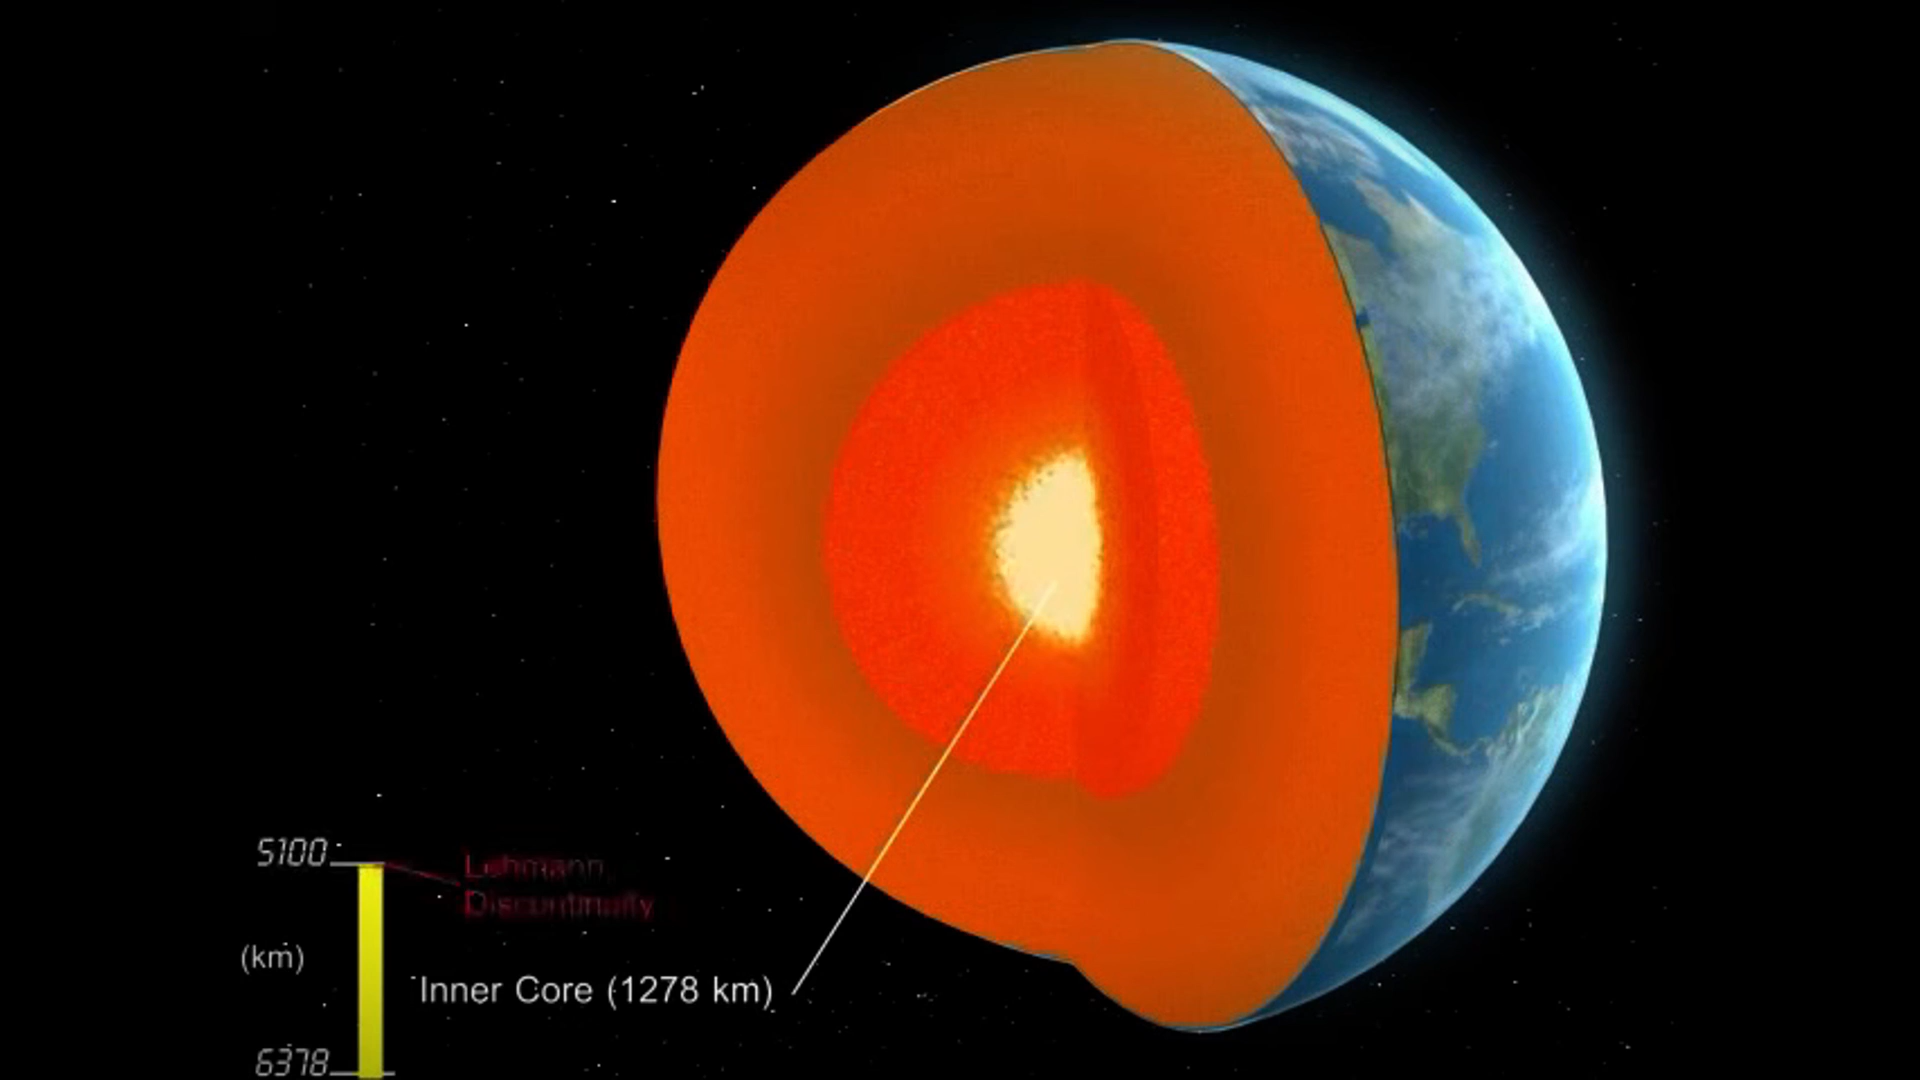 5100
Lehmann
Discontinuity
(km)
Inner Core (1278 km)
6378